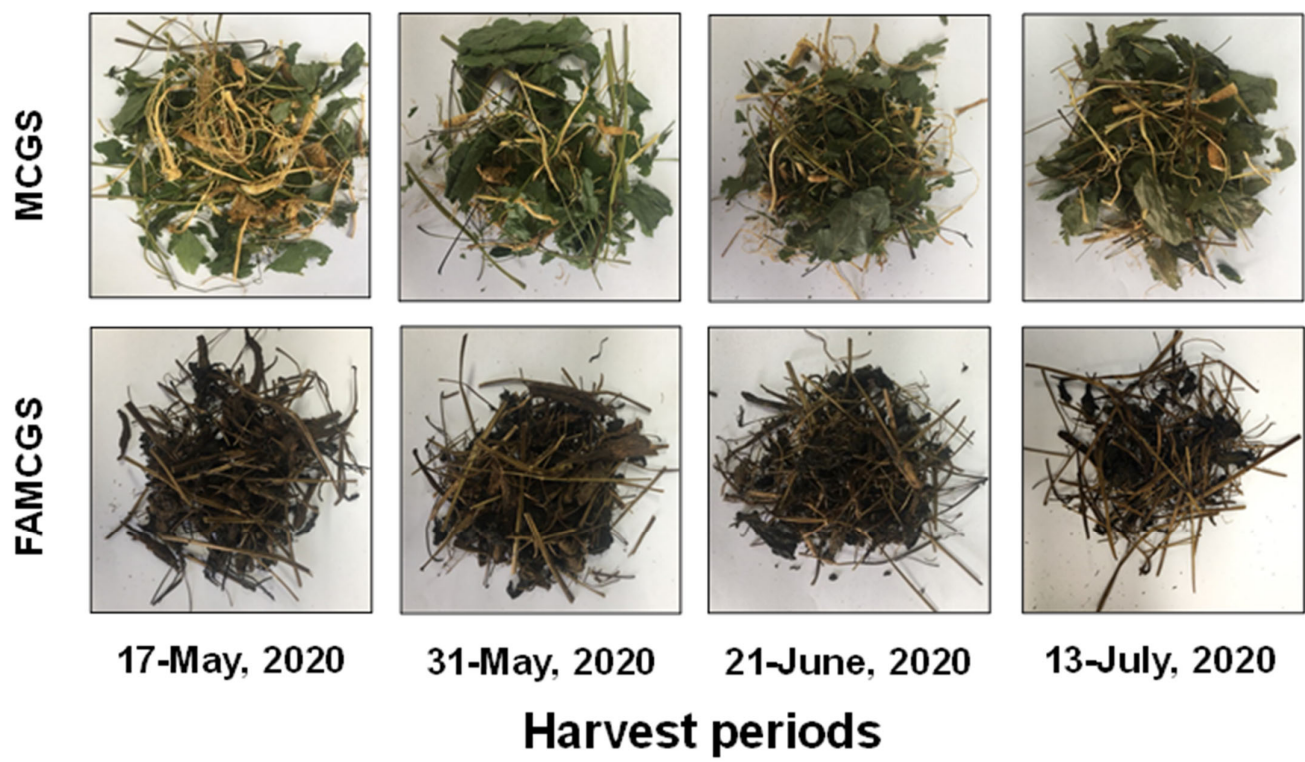 MCGS
FAMCGS
17-May, 2020
31-May, 2020
21-June, 2020
13-July, 2020
Harvest periods